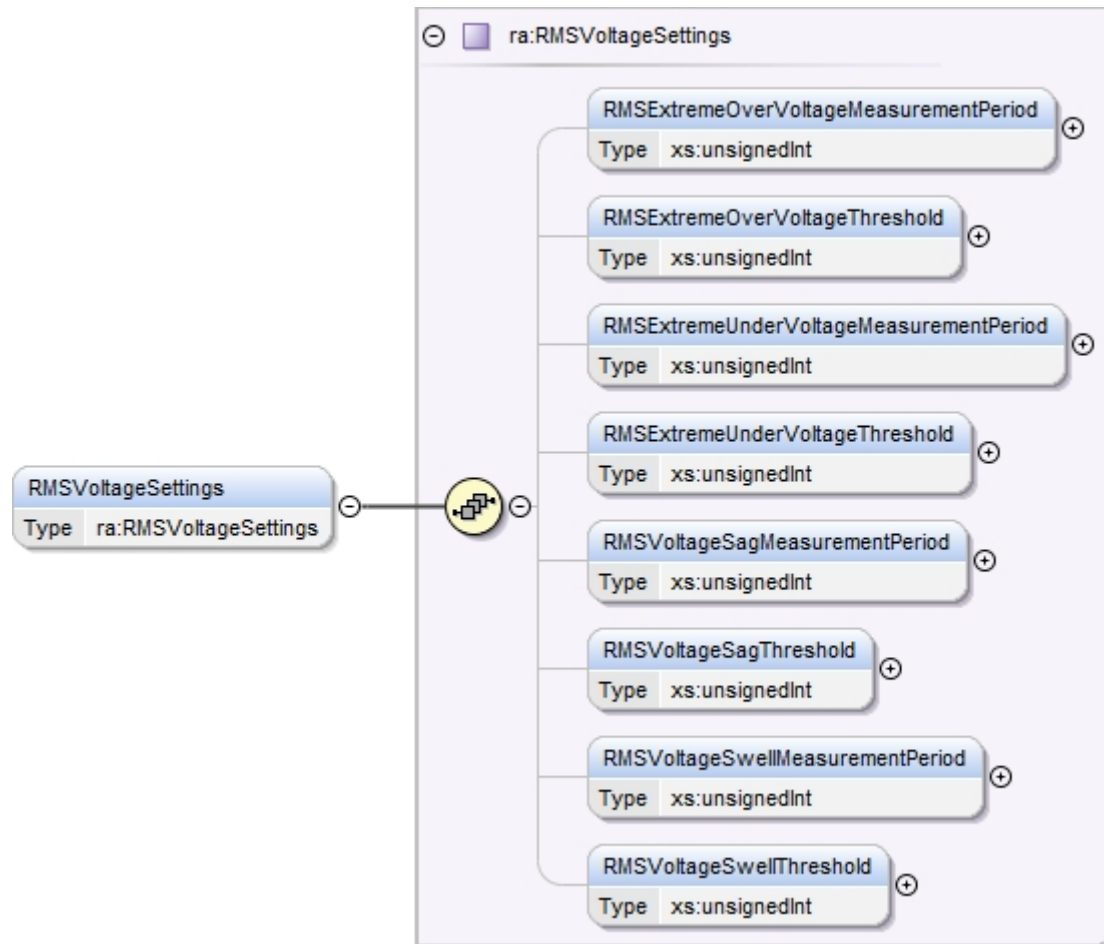 ra:RMSVoltageSettings
RMSExtremeOverVoltageMeasurementPeriod
Type xs:unsignedInt
RMSExtremeOverVoltageThreshold
Type xs:unsignedInt
RMSExtremeUnderVoltageMeasurementPeriod
Type xs:unsignedInt
RMSExtremeUnderVoltageThreshold
Type xs:unsignedInt
RMSVoltageSettings
Type ra:RMSVoltageSettings
RMSVoltageSagMeasurementPeriod
Type xs:unsignedInt
RMSVoltageSagThreshold
Type xs:unsignedInt
RMSVoltageSwellMeasurementPeriod
Type xs:unsignedInt
RMSVoltageSwellThreshold
Type xs:unsignedInt